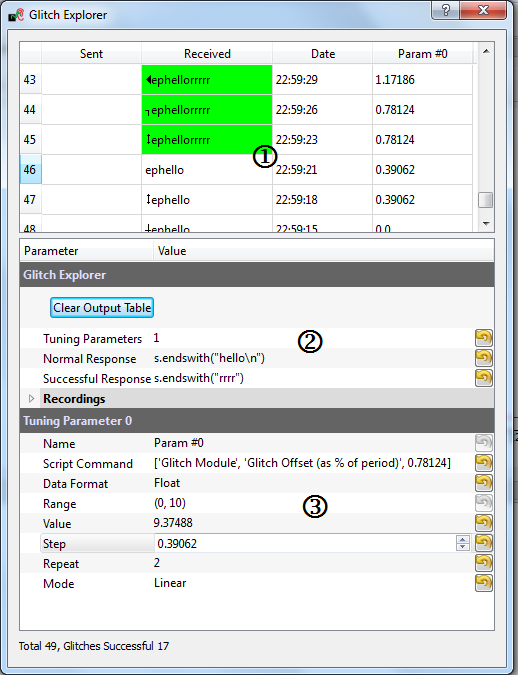 Glitch Explorer
Sent Received Date Param #0
43 ◄ephellorrrrr 22:59:29 1.17186
44 ┐ephellorrrrr 22:59:26 0.78124
45 ↕ephellorrrrr 22:59:23 0.78124
①
46 ephello 22:59:21 0.39062
47 ↕ephello 22:59:18 0.39062
48 ┼ephello 22:59:15 0.0
Parameter Value
Glitch Explorer
Clear Output Table
Tuning Parameters 1
②
Normal Response s.endswith("hello\n")
Successful Response s.endswith("rrrr")
Recordings
Tuning Parameter 0
Name Param #0
Script Command ['Glitch Module', 'Glitch Offset (as % of period)', 0.78124]
Data Format Float
Range (0, 10)
③
Value 9.37488
Step 0.39062
Repeat 2
Mode Linear
Total 49, Glitches Successful 17